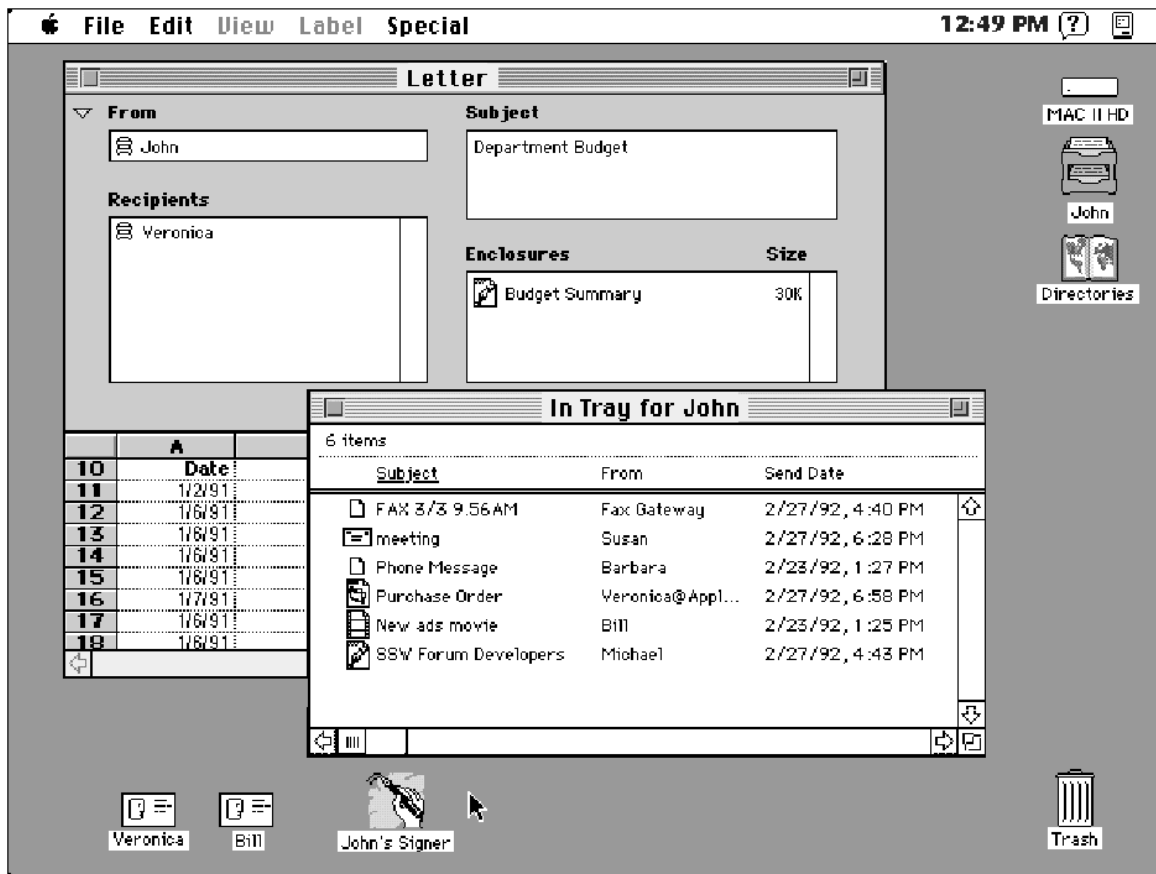 File Edit View Label Special 12:49 PM
Letter
From
John
Subject
Department Budget
Recipients
Veronica
Enclosures Size
Budget Summary 30K
A
10 Date
11 1/2/91
12 1/6/91
13 1/6/91
14 1/6/91
15 1/6/91
16 1/7/91
17 1/6/91
18 1/6/91
In Tray for John
6 items
Subject From Send Date
FAX 3/3 9.56AM Fax Gateway 2/27/92, 4:40 PM
meeting Susan 2/27/92, 6:28 PM
Phone Message Barbara 2/23/92, 1:27 PM
Purchase Order Veronica@Appl... 2/27/92, 6:58 PM
New ads movie Bill 2/23/92, 1:25 PM
SSW Forum Developers Michael 2/27/92, 4:43 PM
MAC II HD
John
Directories
Veronica
Bill
John's Signer
Trash